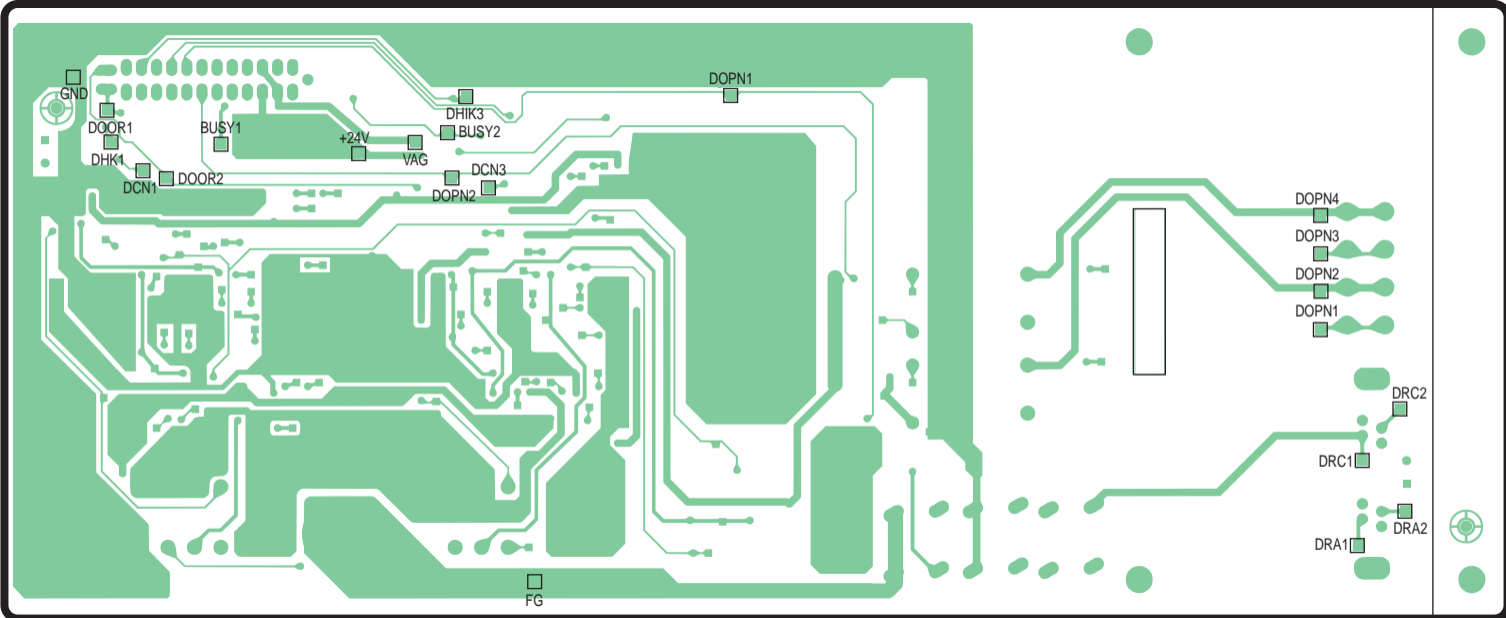 DOPN1
GND
DHIK3
DOOR1
BUSY1
BUSY2
+24V
DHK1
VAG
DCN3
DCN1
DOOR2
DOPN2
DOPN4
DOPN3
DOPN2
DOPN1
DRC2
DRC1
DRA2
DRA1
FG